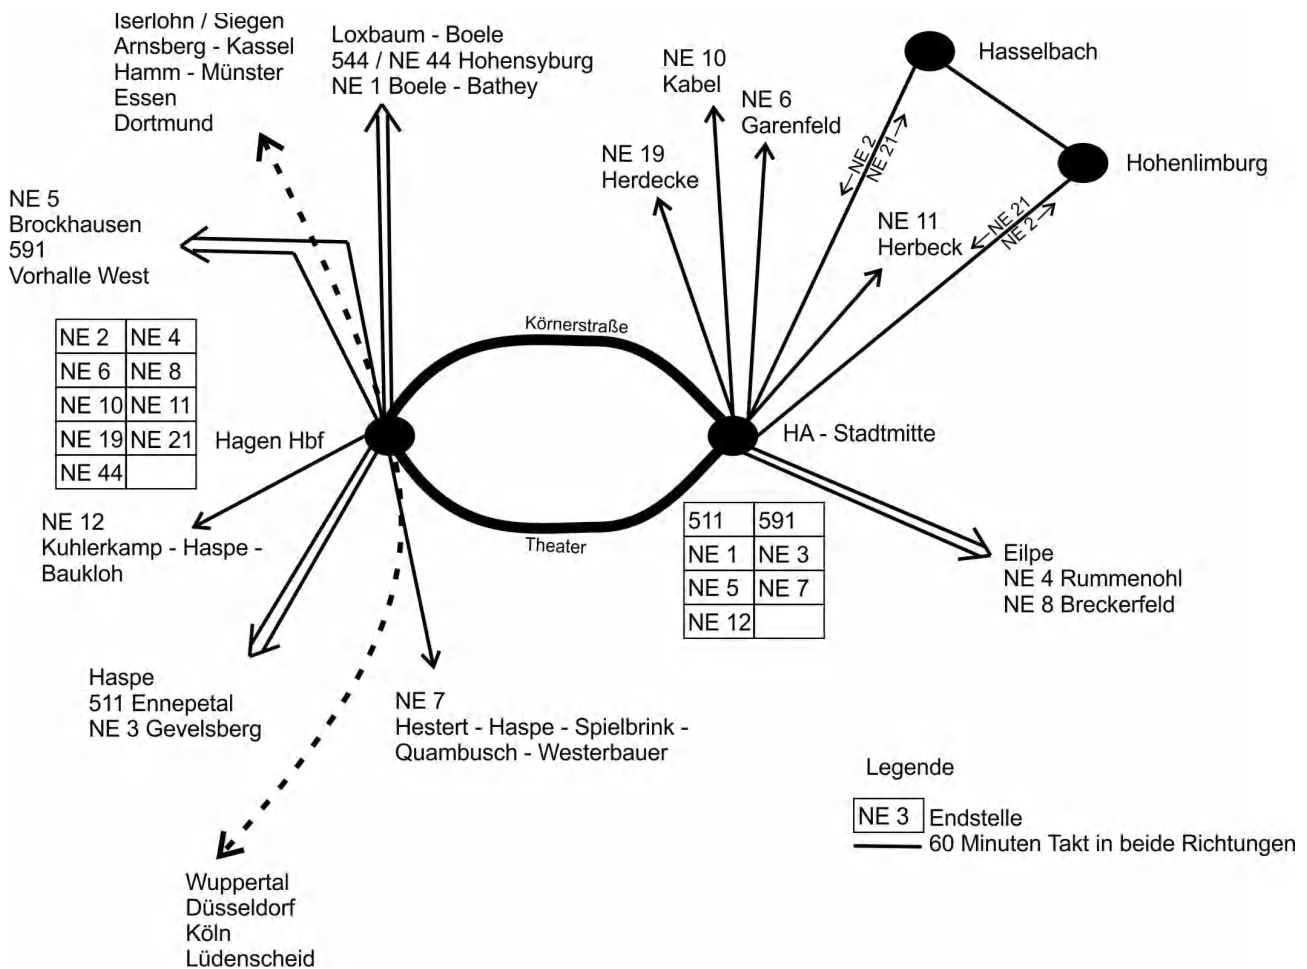 Iserlohn / Siegen
Arnsberg - Kassel
Hamm - Münster
Essen
Dortmund
Loxbaum - Boele
544 / NE 44 Hohensyburg
NE 1 Boele - Bathey
NE 10
Kabel
NE 6
Garenfeld
NE 19
Herdecke
Hasselbach
Hohenlimburg
NE 2
NE 21
NE 21
NE 2
NE 11
Herbeck
NE 5
Brockhausen
591
Vorhalle West
Körnerstraße
NE 2 NE 4
NE 6 NE 8
NE 10 NE 11
NE 19 NE 21
NE 44
Hagen Hbf
HA - Stadtmitte
NE 12
Kuhlerkamp - Haspe -
Baukloh
Theater
511 591
NE 1 NE 3
NE 5 NE 7
NE 12
Eilpe
NE 4 Rummenohl
NE 8 Breckerfeld
Haspe
511 Ennepetal
NE 3 Gevelsberg
NE 7
Hestert - Haspe - Spielbrink -
Quambusch - Westerbauer
Legende
NE 3 Endstelle
60 Minuten Takt in beide Richtungen
Wuppertal
Düsseldorf
Köln
Lüdenscheid